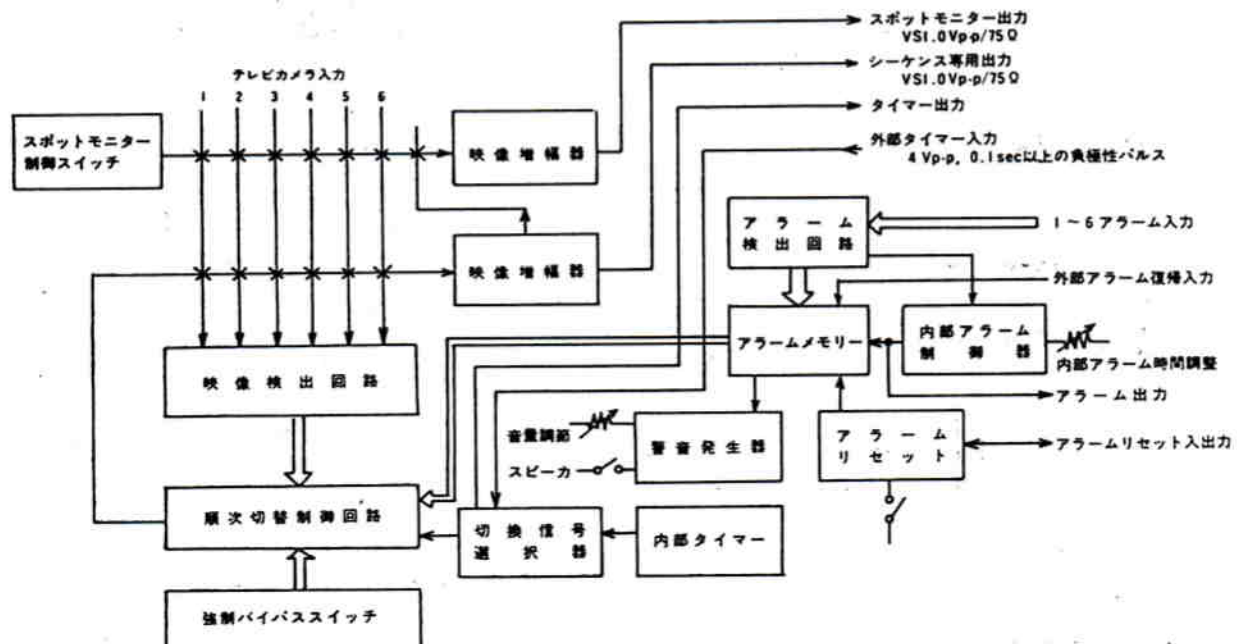 スポットモニター出力
VS1.0Vp-p/75Ω
シーケンス専用出力
VS1.0Vp-p/75Ω
タイマー出力
外部タイマー入力
4Vp-p, 0.1sec以上の負極性パルス
テレビカメラ入力
1 2 3 4 5 6
スポットモニター
制御スイッチ
映像増幅器
映像増幅器
アラーム
検出回路
1〜6アラーム入力
外部アラーム復帰入力
アラームメモリー
内部アラーム
制御器
内部アラーム時間調整
アラーム出力
映像検出回路
音量調節
スピーカ
警音発生器
アラーム
リセット
アラームリセット入出力
順次切替制御回路
切換信号
選択器
内部タイマー
強制バイパススイッチ